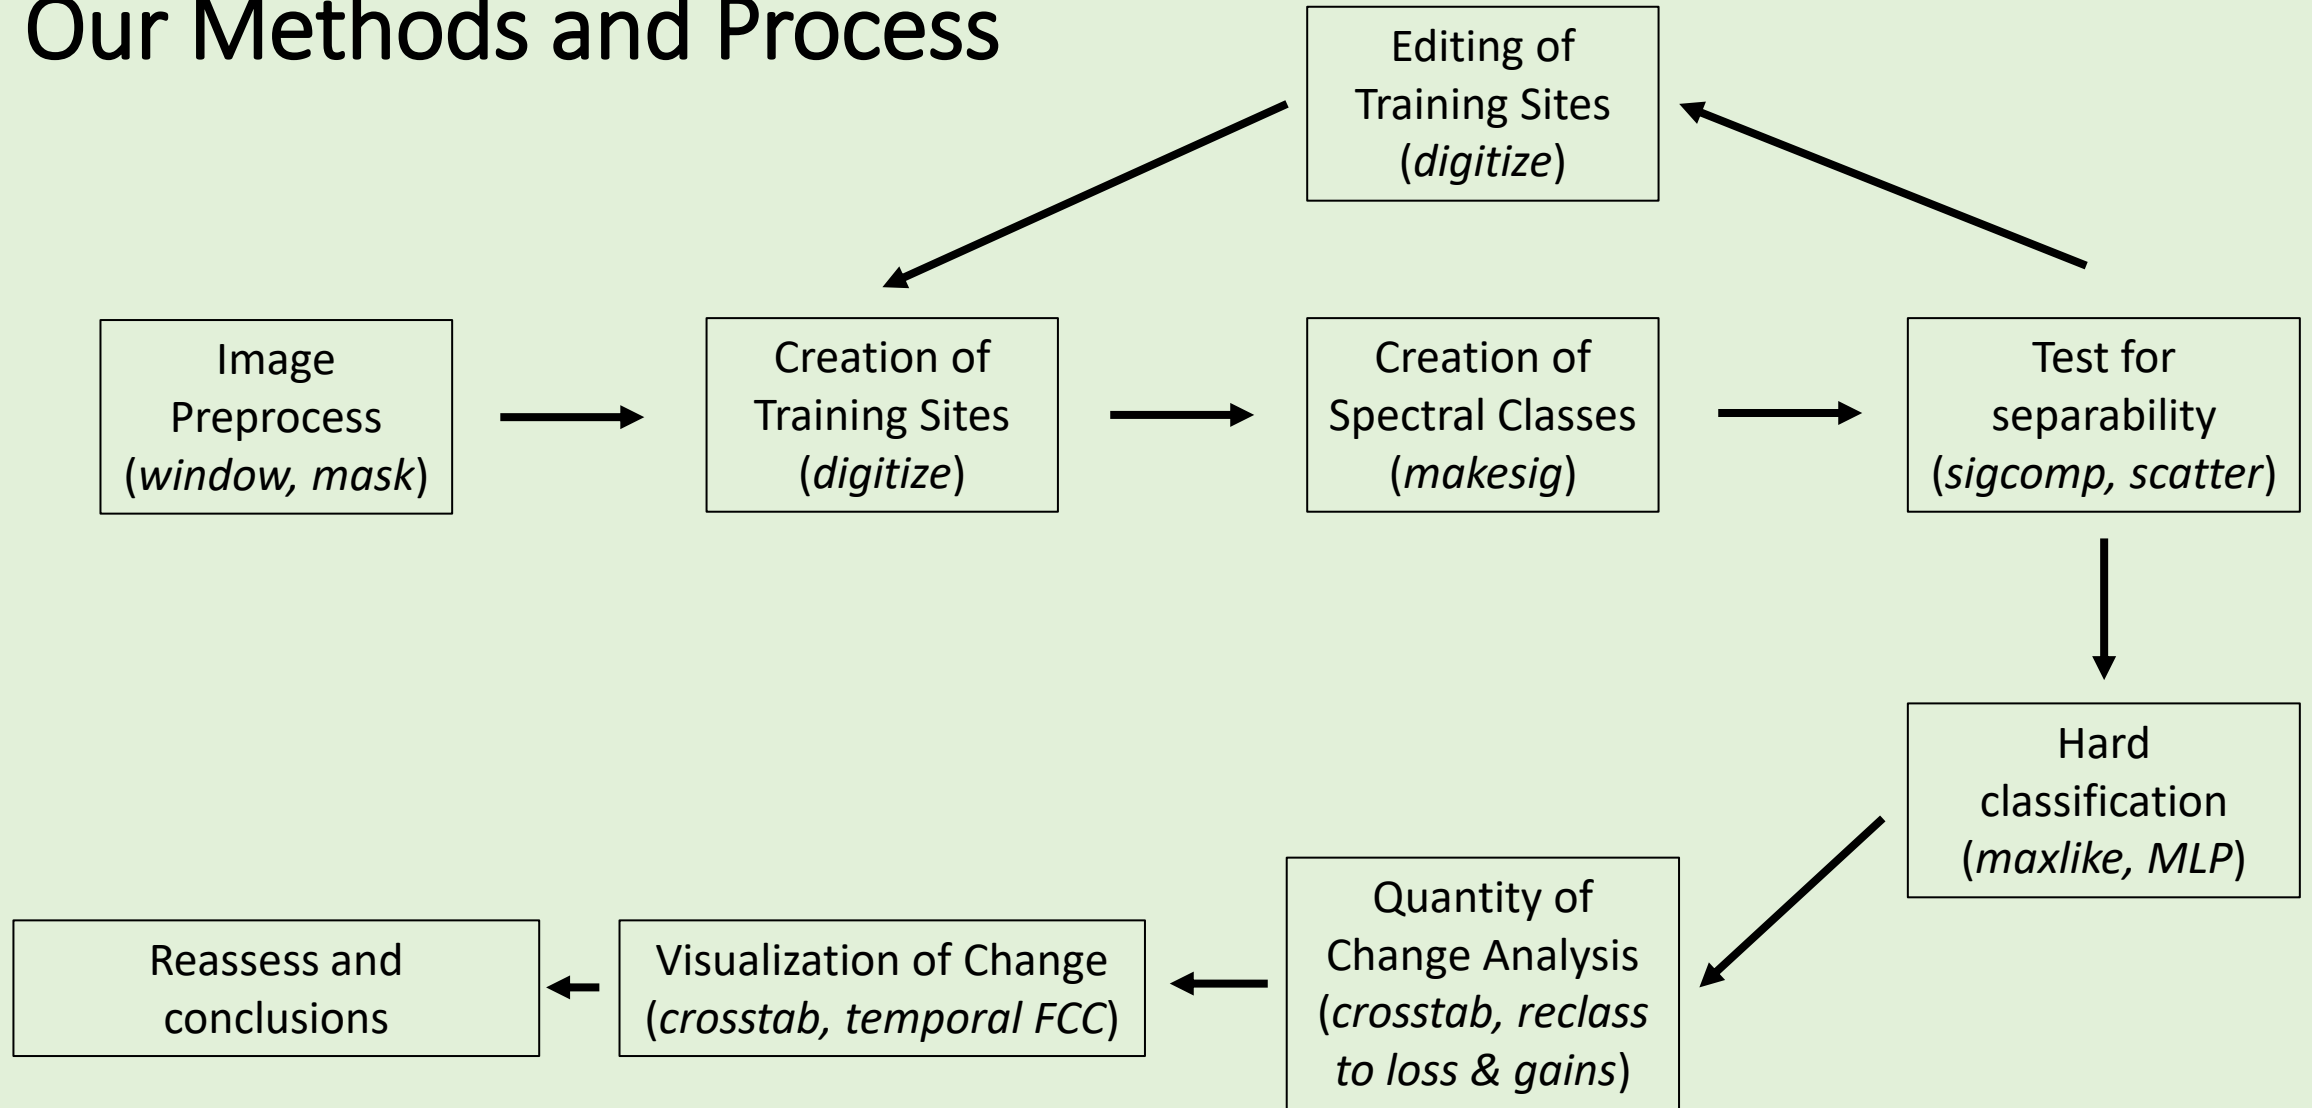 Our Methods and Process
Editing of
Training Sites
(digitize)
Image
Preprocess
(window, mask)
Creation of
Training Sites
(digitize)
Creation of
Spectral Classes
(makesig)
Test for
separability
(sigcomp, scatter)
Hard
classification
(maxlike, MLP)
Quantity of
Change Analysis
(crosstab, reclass
to loss & gains)
Visualization of Change
(crosstab, temporal FCC)
Reassess and
conclusions